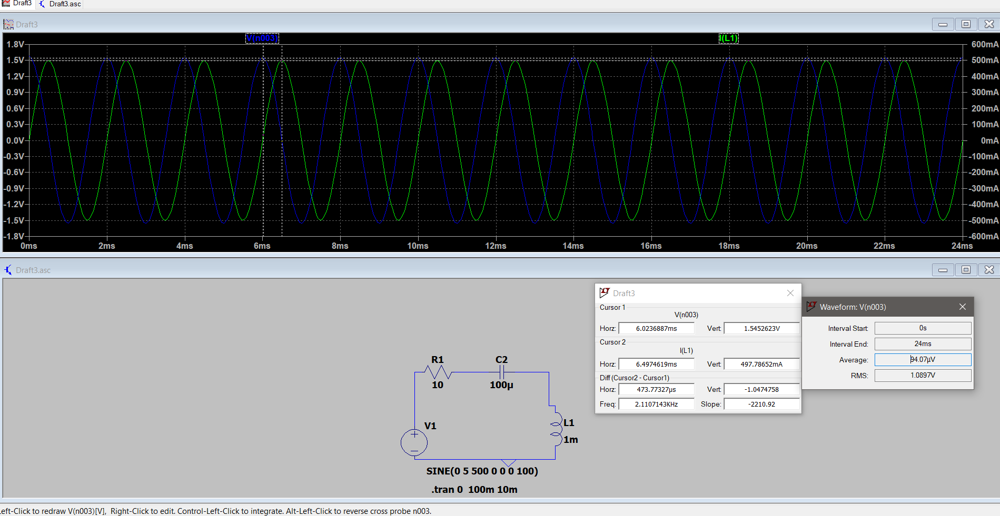 Draft3 Draft3.asc
Draft3
V(n003) I(L1)
1.8V 600mA
1.5V 500mA
1.2V 400mA
0.9V 300mA
0.6V 200mA
0.3V 100mA
0.0V 0mA
-0.3V -100mA
-0.6V -200mA
-0.9V -300mA
-1.2V -400mA
-1.5V -500mA
-1.8V -600mA
0ms 2ms 4ms 6ms 8ms 10ms 12ms 14ms 16ms 18ms 20ms 22ms 24ms
Draft3.asc
Draft3
Cursor 1
V(n003)
Horz: 6.0236887ms Vert: 1.5452623V
Cursor 2
I(L1)
Horz: 6.4974619ms Vert: 497.78652mA
Diff (Cursor2 - Cursor1)
Horz: 473.77327µs Vert: -1.0474758
Freq: 2.1107143KHz Slope: -2210.92
Waveform: V(n003)
Interval Start: 0s
Interval End: 24ms
Average: 94.07µV
RMS: 1.0897V
R1
10
C2
100µ
V1
L1
1m
SINE(0 5 500 0 0 0 100)
.tran 0 100m 10m
Left-Click to redraw V(n003)[V], Right-Click to edit. Control-Left-Click to integrate. Alt-Left-Click to reverse cross probe n003.